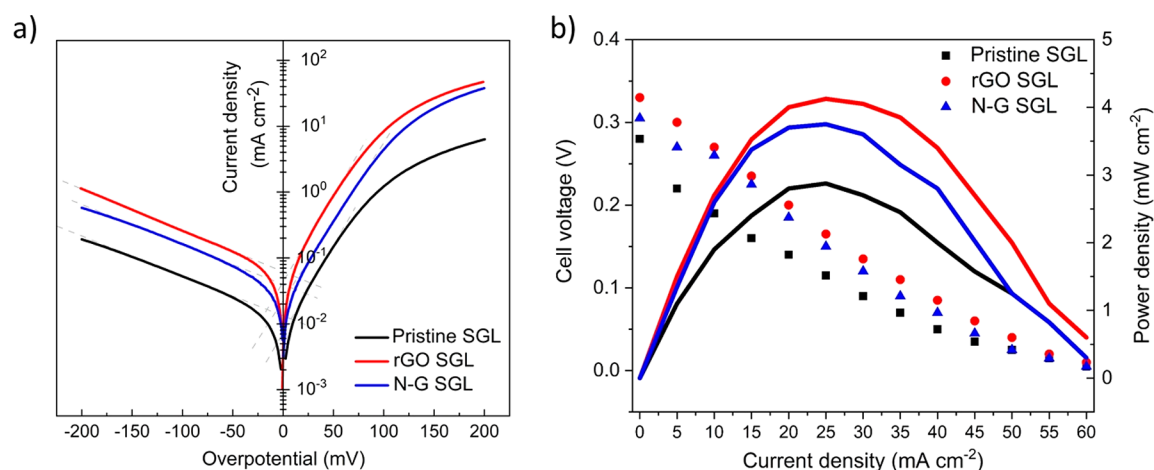 a)
Current density
(mA cm-2)
10²
10¹
10⁰
10⁻¹
10⁻²
10⁻³
Pristine SGL
rGO SGL
N-G SGL
-200 -150 -100 -50 0 50 100 150 200
Overpotential (mV)
b)
Cell voltage (V)
0.4
0.3
0.2
0.1
0.0
Pristine SGL
rGO SGL
N-G SGL
5
4
3
2
1
0
Power density (mW cm-2)
0 5 10 15 20 25 30 35 40 45 50 55 60
Current density (mA cm-2)